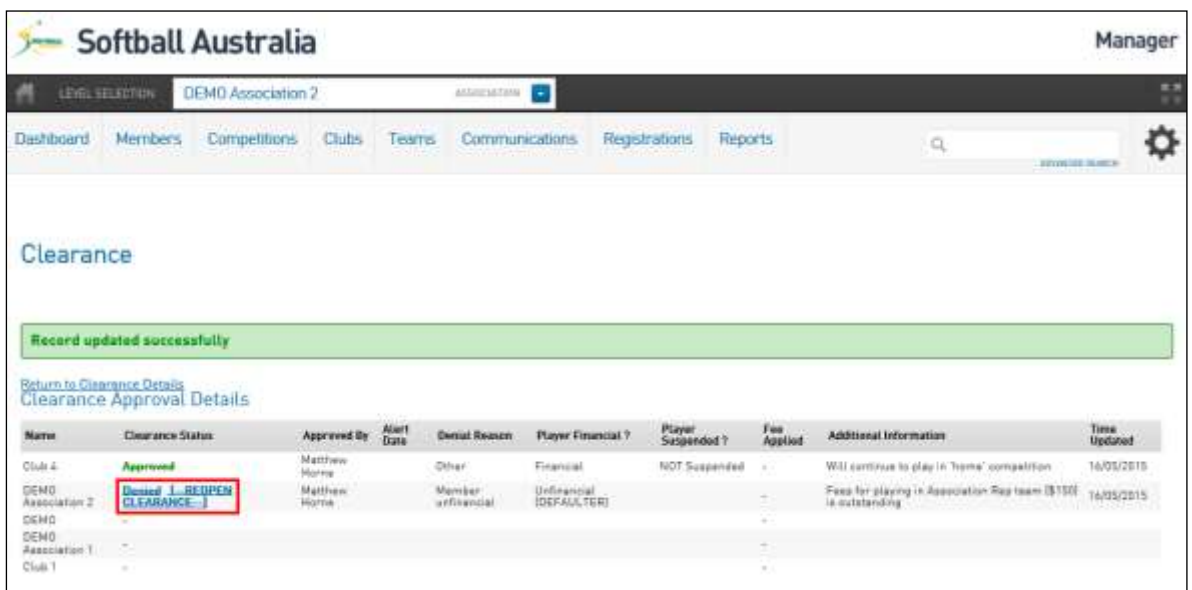 Softball Australia
Manager
LEVEL SELECTION DEMO Association 2 ASSOCIATION
Dashboard Members Competitions Clubs Teams Communications Registrations Reports
ADVANCED SEARCH
Clearance
Record updated successfully
Return to Clearance Details
Clearance Approval Details
Name Clearance Status Approved By Alert Date Denial Reason Player Financial ? Player Suspended ? Fee Applied Additional Information Time Updated
Club 4 Approved Matthew Horne Other Financial NOT Suspended - Will continue to play in 'home' competition 16/05/2015
DEMO Association 2 Denied [...REOPEN CLEARANCE...] Matthew Horne Member unfinancial Unfinancial (DEFAULTER) - Fees for playing in Association Rep team ($150) is outstanding 16/05/2015
DEMO - -
DEMO Association 1 - -
Club 1 - -